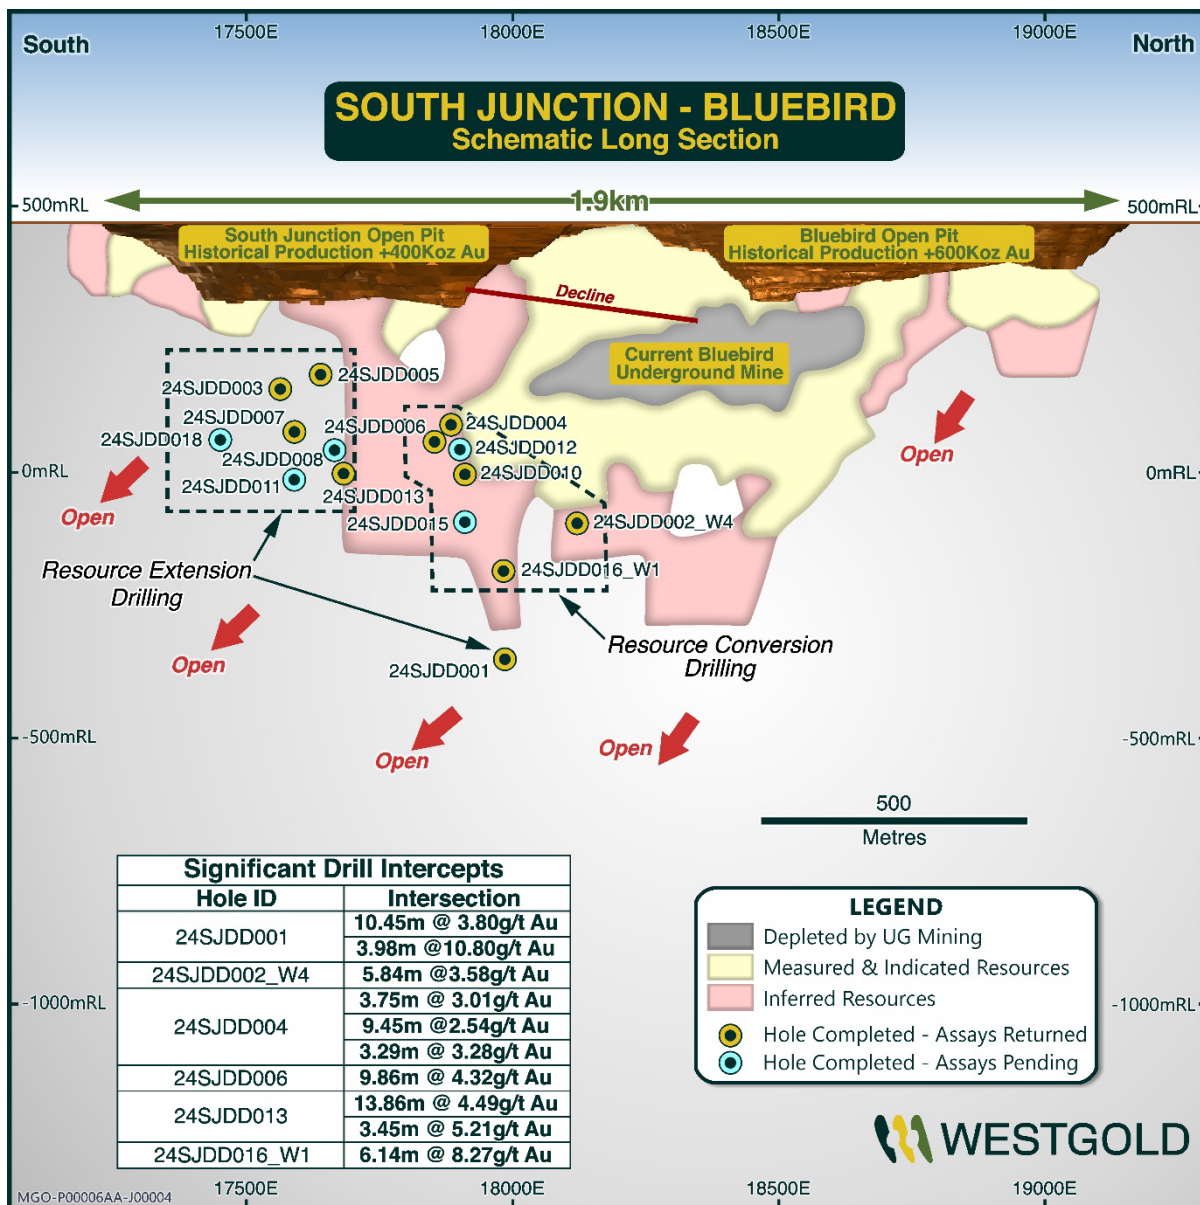 17500E 18000E 18500E 19000E
South North
SOUTH JUNCTION - BLUEBIRD
Schematic Long Section
500mRL 1.9km 500mRL
South Junction Open Pit
Historical Production +400Koz Au
Bluebird Open Pit
Historical Production +600Koz Au
Decline
Current Bluebird
Underground Mine
24SJDD005
24SJDD003
24SJDD007
24SJDD018
24SJDD008
24SJDD011
24SJDD013
24SJDD006
24SJDD004
24SJDD012
24SJDD010
24SJDD015
24SJDD002_W4
24SJDD016_W1
24SJDD001
0mRL 0mRL
Open
Open
Open
Open
Open
Resource Extension
Drilling
Resource Conversion
Drilling
-500mRL -500mRL
500
Metres
Significant Drill Intercepts
Hole ID Intersection
24SJDD001 10.45m @ 3.80g/t Au
3.98m @10.80g/t Au
24SJDD002_W4 5.84m @3.58g/t Au
24SJDD004 3.75m @ 3.01g/t Au
9.45m @2.54g/t Au
3.29m @ 3.28g/t Au
24SJDD006 9.86m @ 4.32g/t Au
24SJDD013 13.86m @ 4.49g/t Au
3.45m @ 5.21g/t Au
24SJDD016_W1 6.14m @ 8.27g/t Au
LEGEND
Depleted by UG Mining
Measured & Indicated Resources
Inferred Resources
Hole Completed - Assays Returned
Hole Completed - Assays Pending
-1000mRL -1000mRL
WESTGOLD
MGO-P00006AA-J00004
17500E 18000E 18500E 19000E